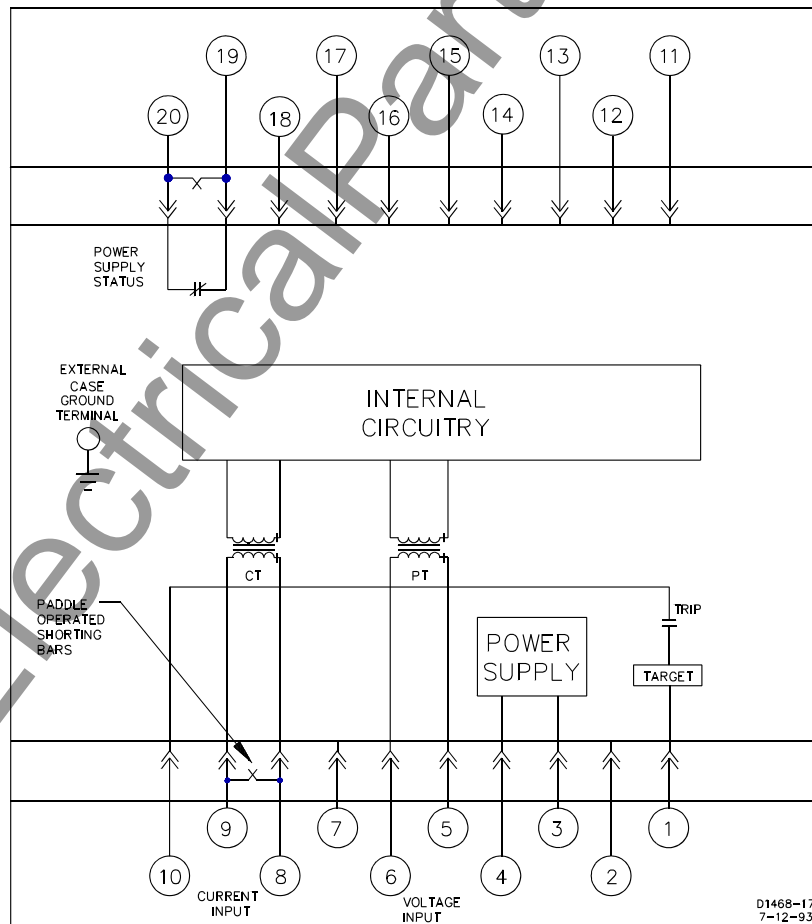 19 17 15 13 11
20 18 16 14 12
POWER
SUPPLY
STATUS
EXTERNAL
CASE
GROUND
TERMINAL
INTERNAL
CIRCUITRY
CT PT
PADDLE
OPERATED
SHORTING
BARS
TRIP
POWER
SUPPLY
TARGET
9 7 5 3 1
10 8 6 4 2
CURRENT
INPUT
VOLTAGE
INPUT
D1468-17
7-12-93
ElectricalPart